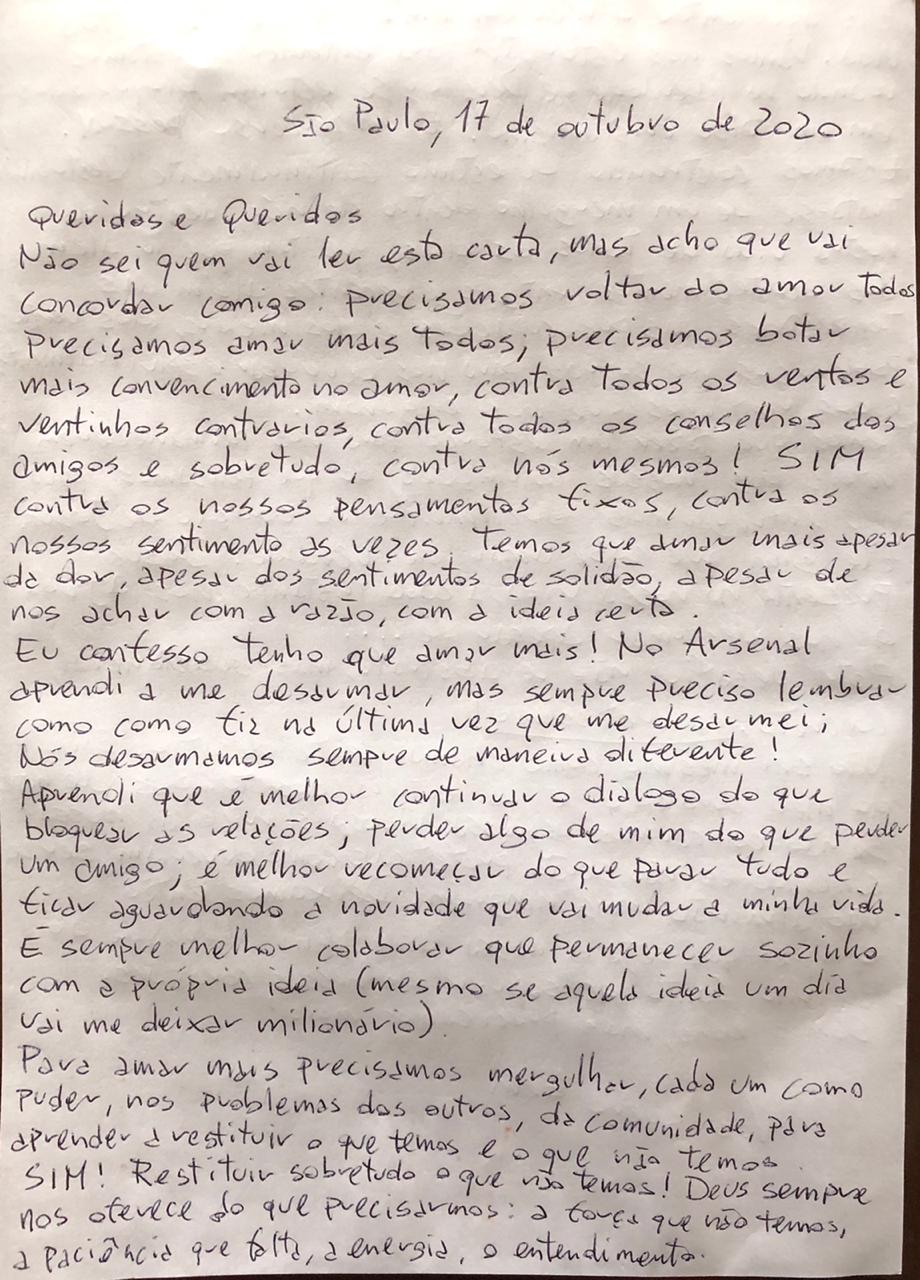 São Paulo, 17 de outubro de 2020
Queridas e Queridos
Não sei quem vai ler esta carta, mas acho que vai
concordar comigo: precisamos voltar ao amor todos
precisamos amar mais todos; precisamos botar
mais convencimento no amor, contra todos os ventos e
ventinhos contrarios, contra todos os conselhos dos
amigos e sobretudo, contra nós mesmos! SIM
contra os nossos pensamentos fixos, contra os
nossos sentimento as vezes. Temos que amar mais apesar
da dor, apesar dos sentimentos de solidão, apesar de
nos achar com a razão, com a ideia certa.
Eu confesso tenho que amar mais! No Arsenal
aprendi a me desarmar, mas sempre preciso lembrar
como como fiz na última vez que me desarmei;
Nós desarmamos sempre de maneira diferente!
Aprendi que é melhor continuar o dialogo do que
bloquear as relações; perder algo de mim do que perder
um amigo; é melhor recomeçar do que parar tudo e
ficar aguardando a novidade que vai mudar a minha vida.
É sempre melhor colaborar que permanecer sozinho
com a própria ideia (mesmo se aquela ideia um dia
vai me deixar milionário).
Para amar mais precisamos mergulhar, cada um como
puder, nos problemas dos outros, da comunidade, para
aprender a restituir o que temos e o que não temos.
SIM! Restituir sobretudo o que não temos! Deus sempre
nos oferece do que precisarmos: a força que não temos,
a paciência que falta, a energia, o entendimento.